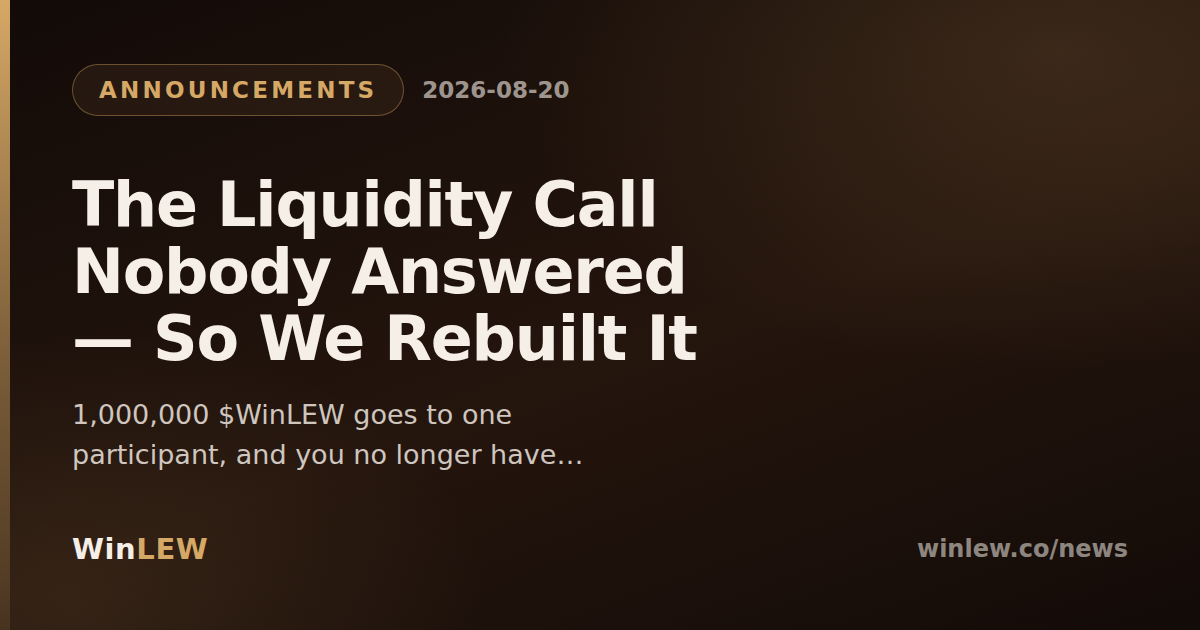 ANNOUNCEMENTS 2026-08-20
The Liquidity Call
Nobody Answered
— So We Rebuilt It
1,000,000 $WinLEW goes to one
participant, and you no longer have…
WinLEW
winlew.co/news